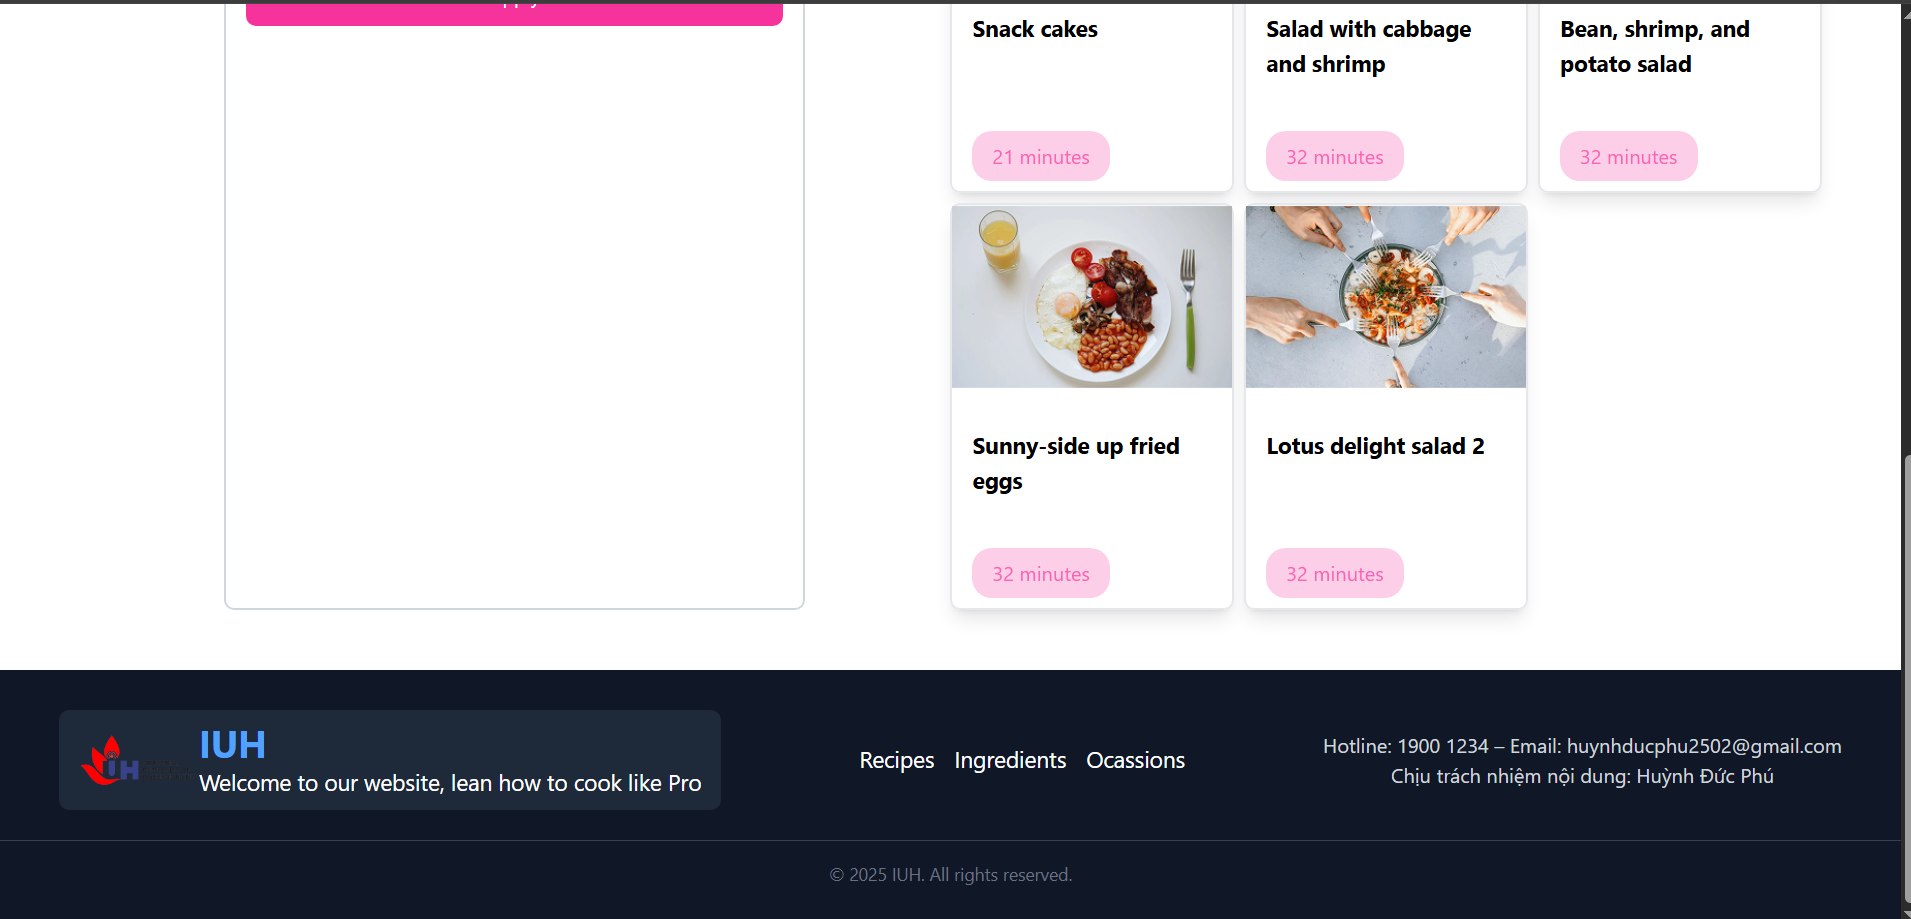 Snack cakes
Salad with cabbage
and shrimp
Bean, shrimp, and
potato salad
21 minutes
32 minutes
32 minutes
Sunny-side up fried
eggs
Lotus delight salad 2
32 minutes
32 minutes
IUH
IUH
Welcome to our website, lean how to cook like Pro
Recipes
Ingredients
Ocassions
Hotline: 1900 1234 – Email: huynhducphu2502@gmail.com
Chịu trách nhiệm nội dung: Huỳnh Đức Phú
© 2025 IUH. All rights reserved.